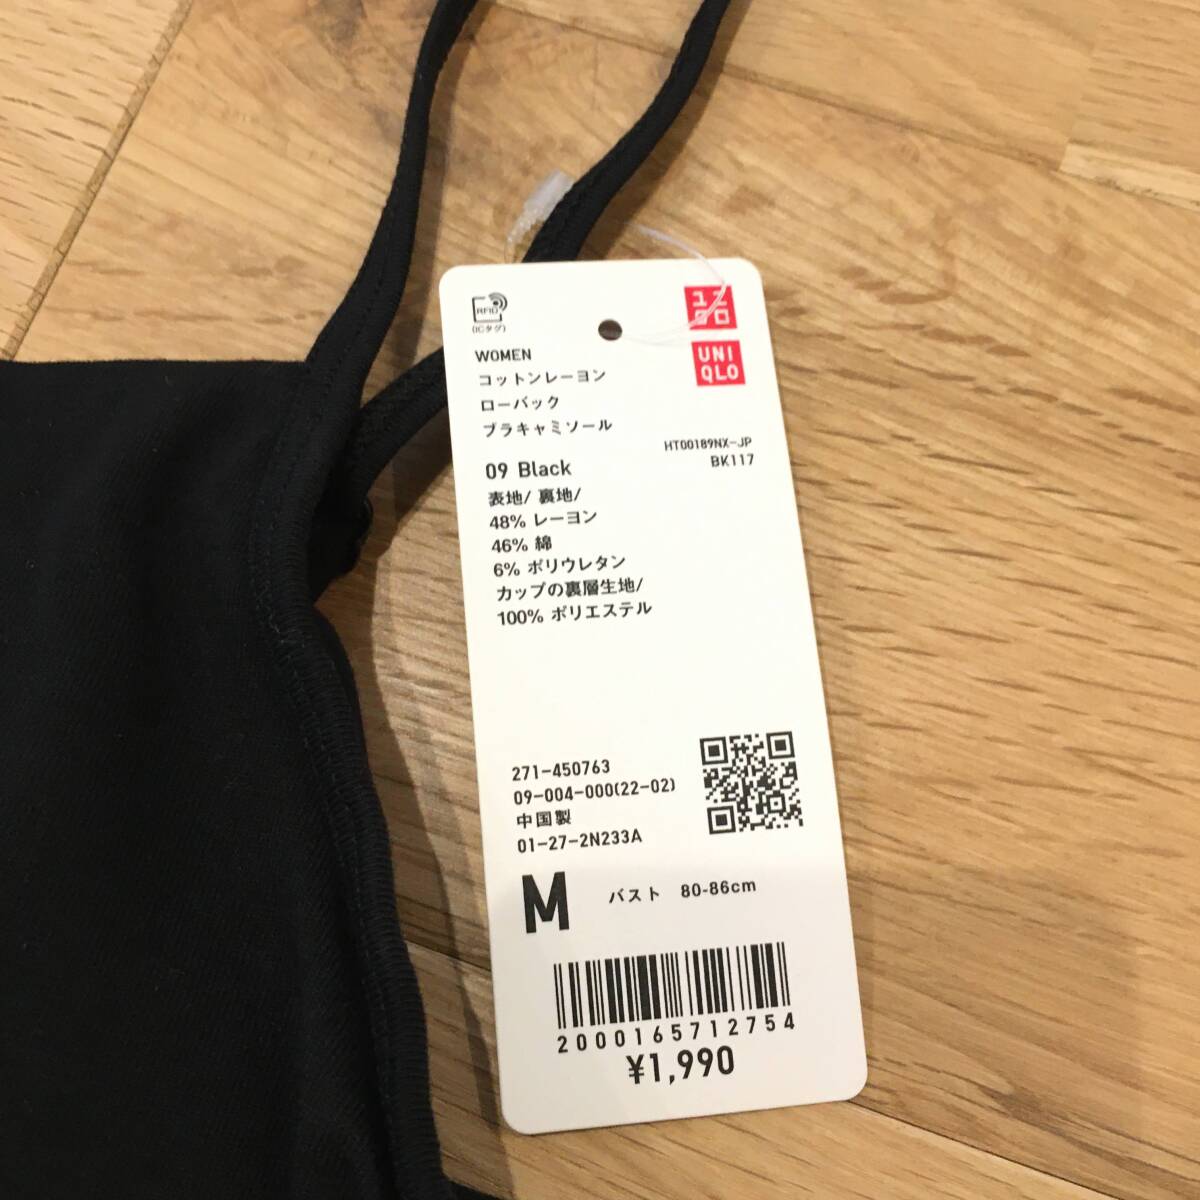 RFID
(ICタグ)
ユニ
クロ
UNI
QLO
WOMEN
コットンレーヨン
ローバック
ブラキャミソール
HT00189NX-JP
BK117
09 Black
表地/ 裏地/
48% レーヨン
46% 綿
6% ポリウレタン
カップの裏層生地/
100% ポリエステル
271-450763
09-004-000(22-02)
中国製
01-27-2N233A
M バスト 80-86cm
2000165712754
¥1,990